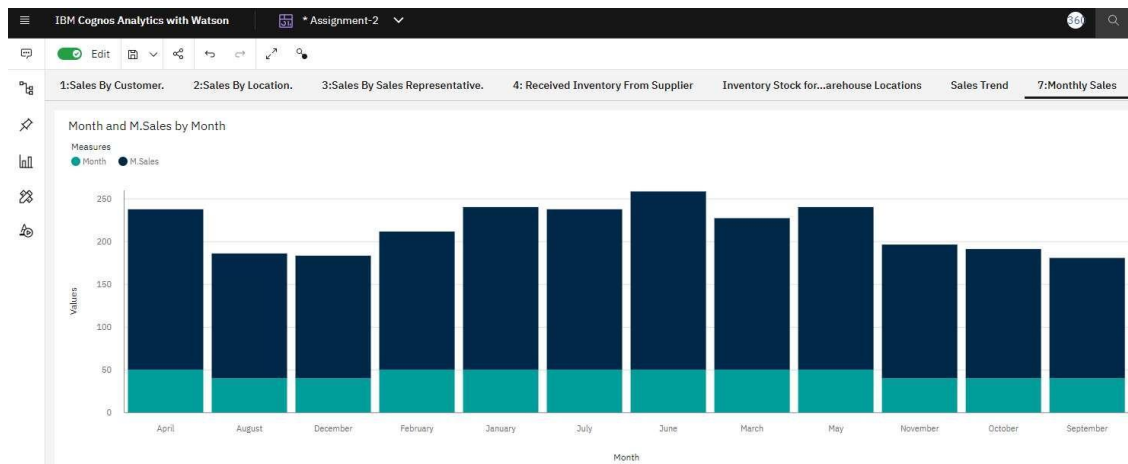 IBM Cognos Analytics with Watson * Assignment-2 360
Edit
1:Sales By Customer. 2:Sales By Location. 3:Sales By Sales Representative. 4: Received Inventory From Supplier Inventory Stock for...arehouse Locations Sales Trend 7:Monthly Sales
Month and M.Sales by Month
Measures
Month M.Sales
250
200
150
100
50
0
Values
April August December February January July June March May November October September
Month